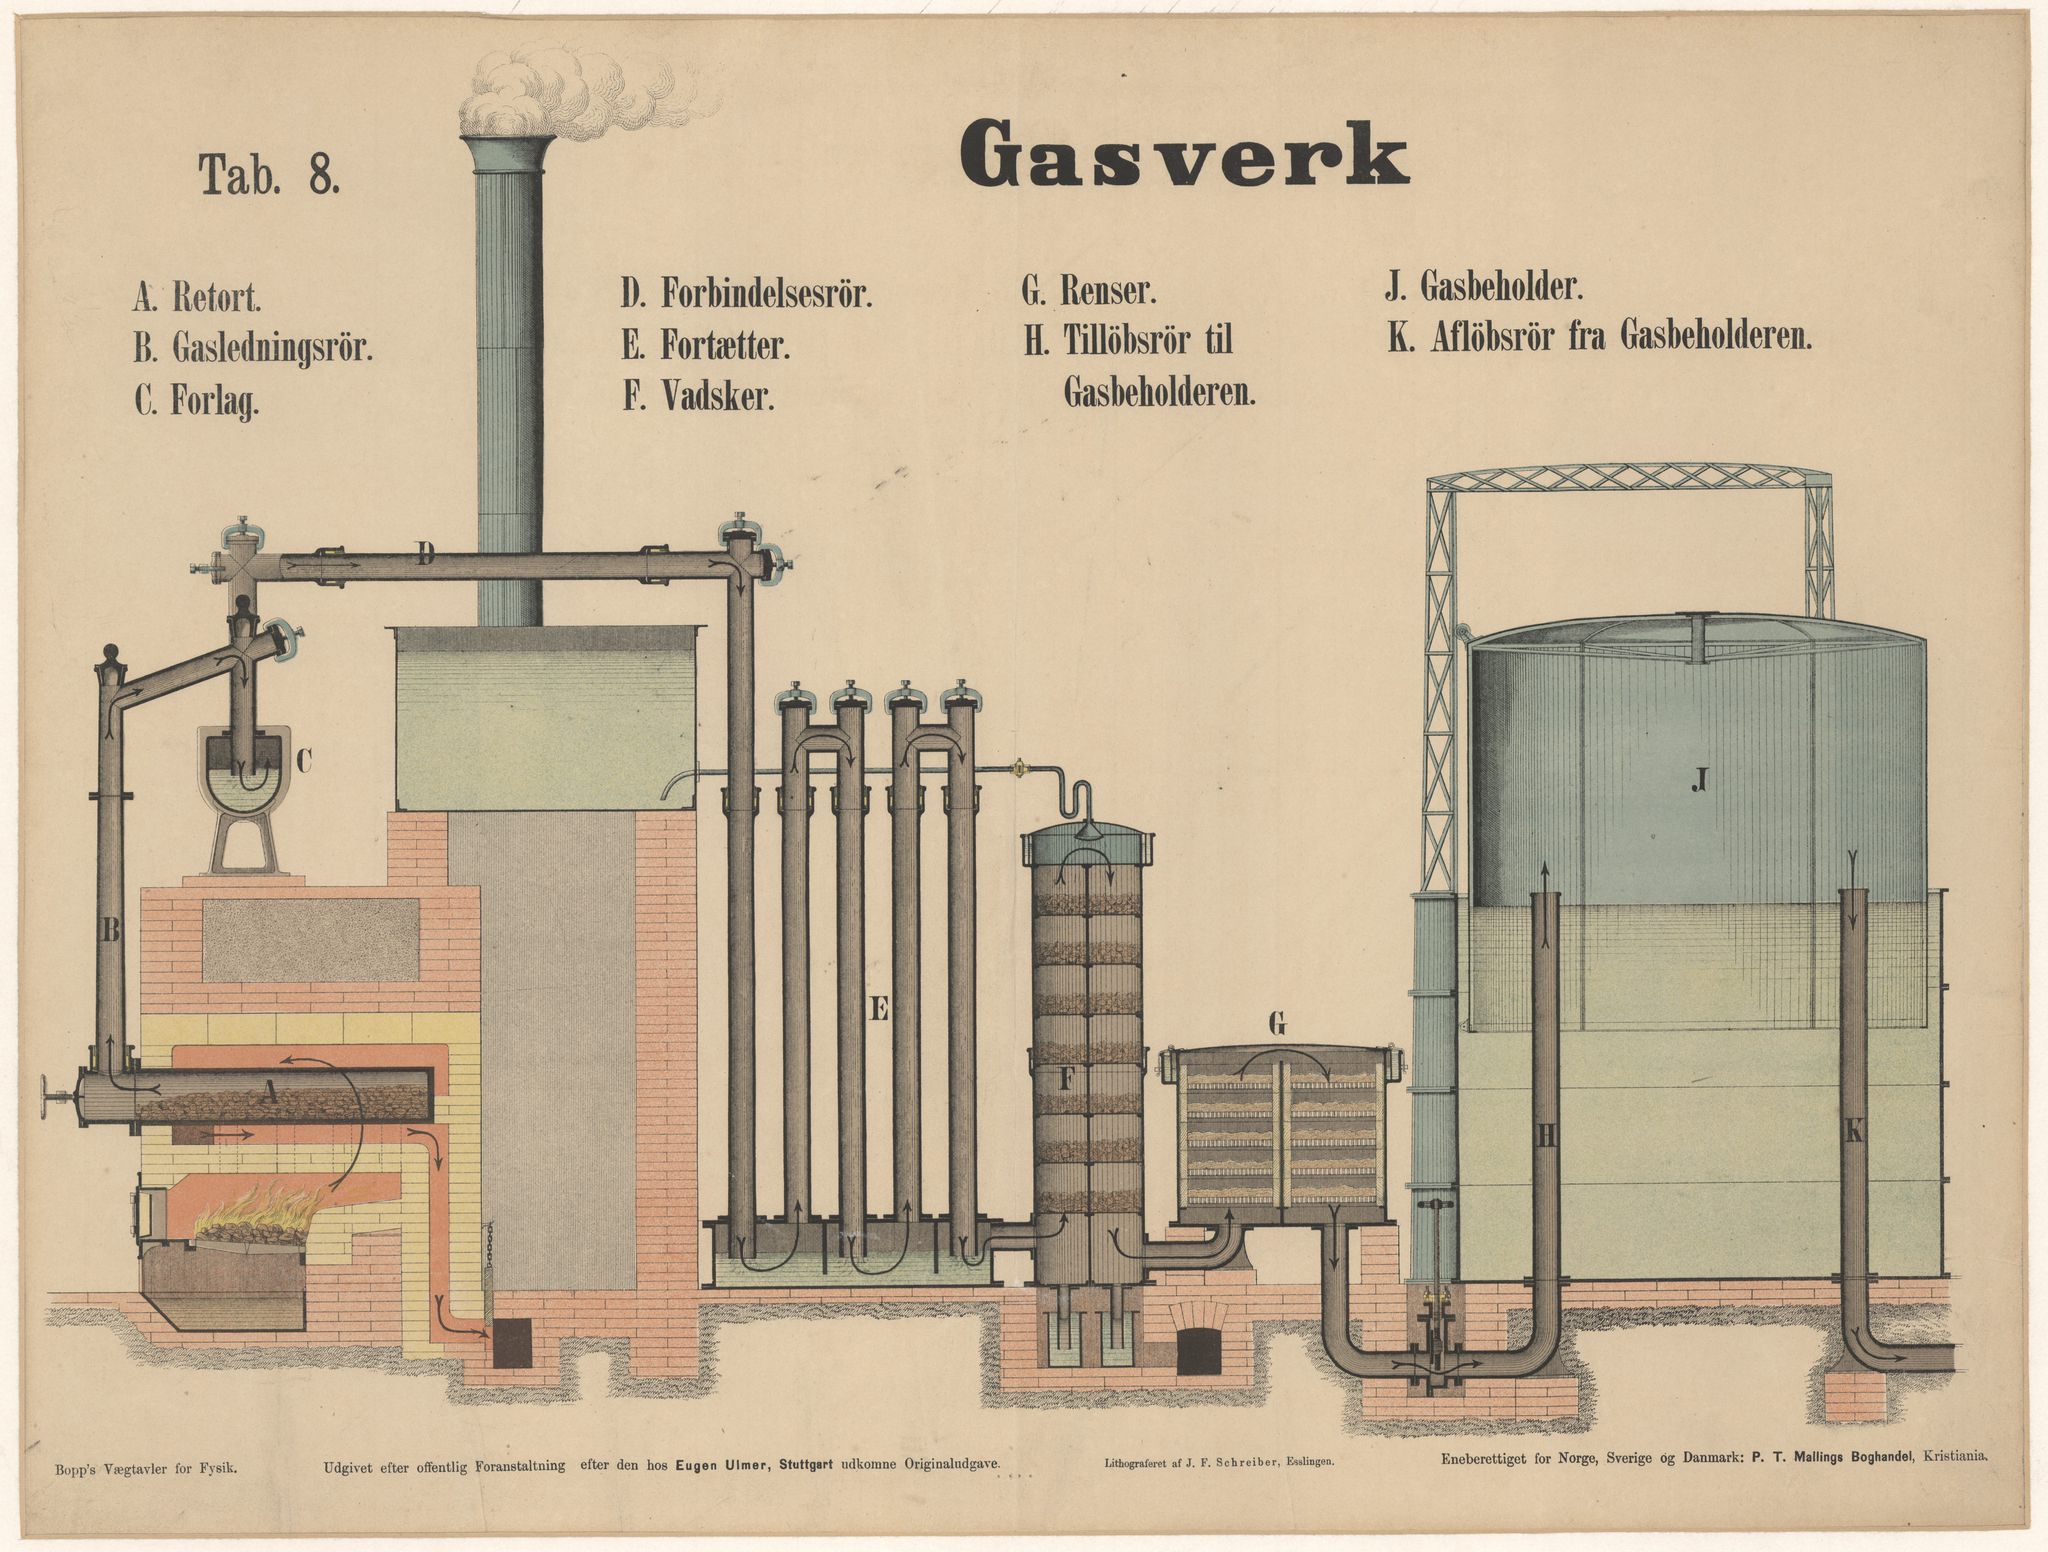 Tab. 8.
Gasverk
A. Retort.
B. Gasledningsrör.
C. Forlag.
D. Forbindelsesrör.
E. Fortætter.
F. Vadsker.
G. Renser.
H. Tillöbsrör til
Gasbeholderen.
J. Gasbeholder.
K. Aflöbsrör fra Gasbeholderen.
D
C
B
A
E
F
G
H
J
K
Bopp's Vægtavler for Fysik.
Udgivet efter offentlig Foranstaltning efter den hos Eugen Ulmer, Stuttgart udkomne Originaludgave.
Lithograferet af J. F. Schreiber, Esslingen.
Eneberettiget for Norge, Sverige og Danmark: P. T. Mallings Boghandel, Kristiania.